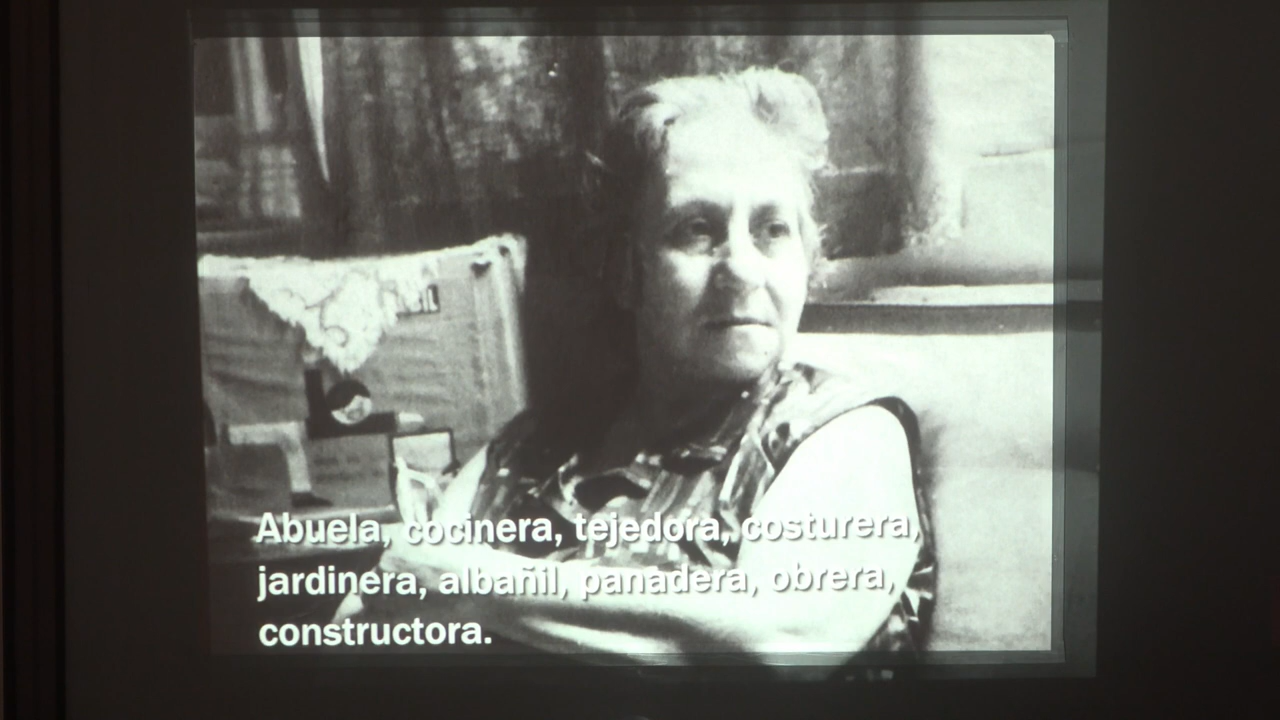 Abuela, cocinera, tejedora, costurera,
jardinera, albañil, panadera, obrera,
constructora.